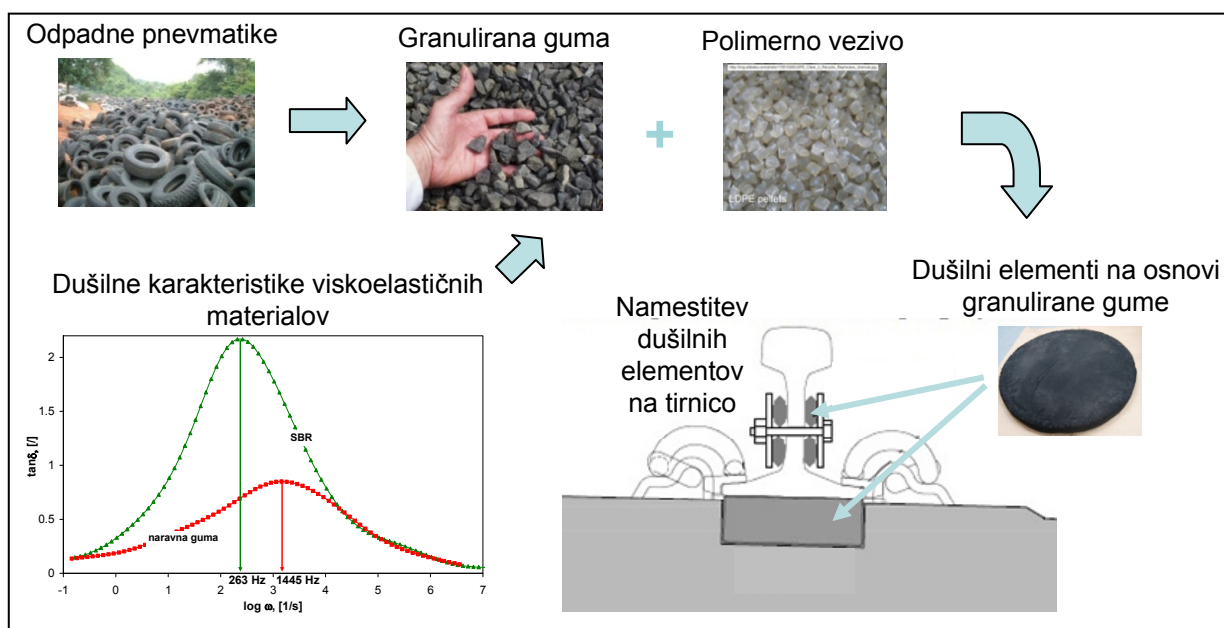 Odpadne pnevmatike
Granulirana guma
Polimerno vezivo
LDPE pellets
+
Dušilne karakteristike viskoelastičnih
materialov
tanδ, [/]
2
1.5
1
0.5
0
SBR
naravna guma
-1
0
1
2
3
4
5
6
7
263 Hz
1445 Hz
log ω, [1/s]
Namestitev
dušilnih
elementov
na tirnico
Dušilni elementi na osnovi
granulirane gume